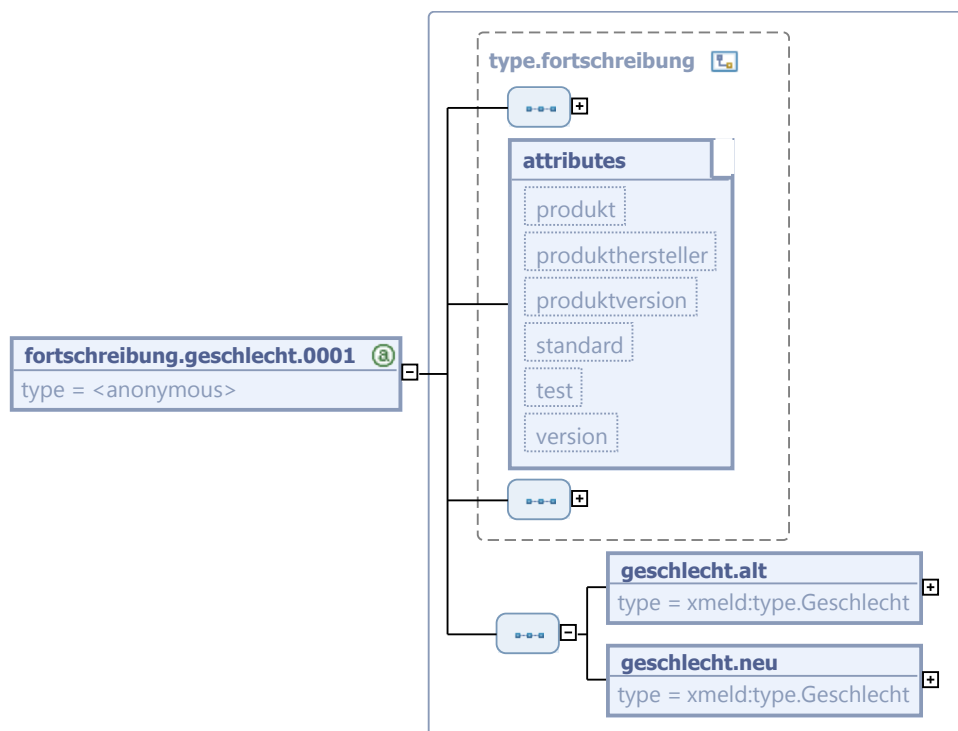 type.fortschreibung
attributes
produkt
produkthersteller
produktversion
standard
test
version
fortschreibung.geschlecht.0001 @
type = <anonymous>
geschlecht.alt
type = xmeld:type.Geschlecht
geschlecht.neu
type = xmeld:type.Geschlecht